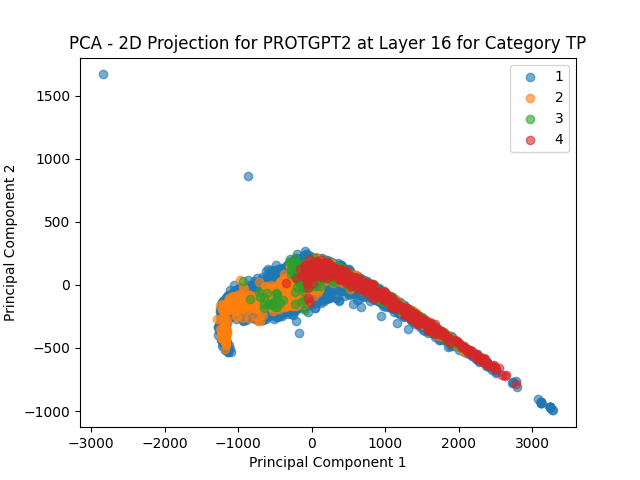 PCA - 2D Projection for PROTGPT2 at Layer 16 for Category TP
1
2
3
4
1500
1000
500
0
−500
−1000
Principal Component 2
−3000 −2000 −1000 0 1000 2000 3000
Principal Component 1